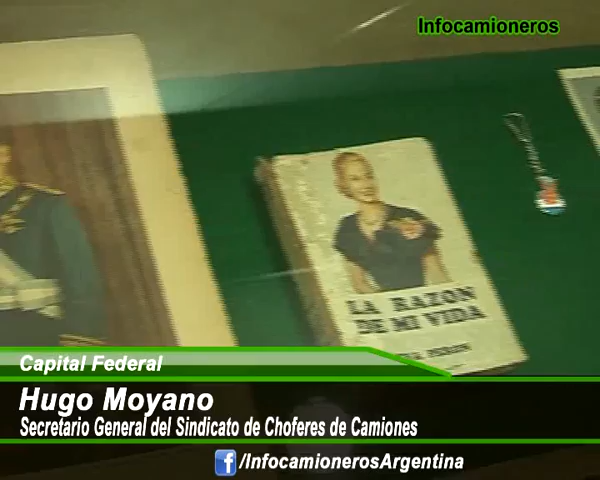 Infocamioneros
LA RAZON
DE MI VIDA
PERON
Capital Federal
Hugo Moyano
Secretario General del Sindicato de Choferes de Camiones
f/InfocamionerosArgentina